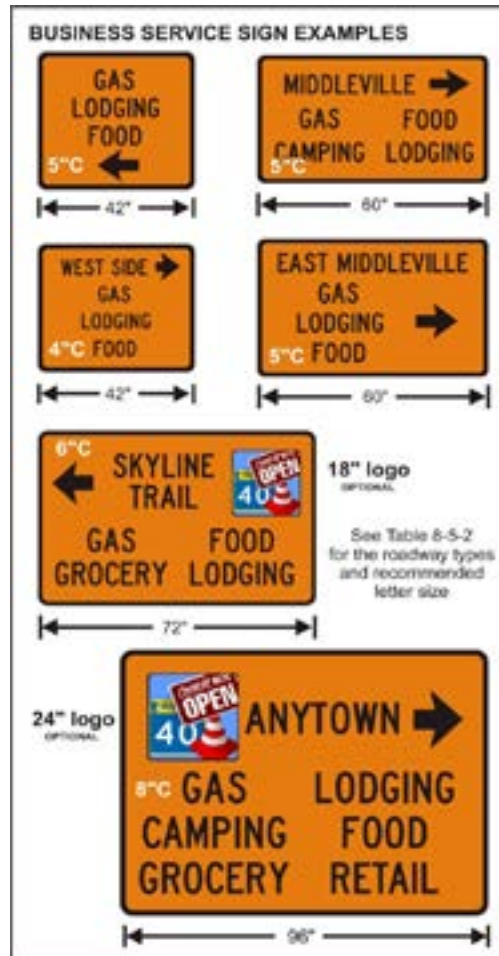 BUSINESS SERVICE SIGN EXAMPLES
GAS
LODGING
FOOD
5"C
42"
MIDDLEVILLE
GAS FOOD
CAMPING LODGING
5"C
60"
WEST SIDE
GAS
LODGING
4"C FOOD
42"
EAST MIDDLEVILLE
GAS
LODGING
5"C FOOD
60"
6"C
SKYLINE
TRAIL
OPEN
40
GAS FOOD
GROCERY LODGING
72"
18" logo
OPTIONAL
See Table 8-5-2
for the roadway types
and recommended
letter size
24" logo
OPTIONAL
OPEN
40
ANYTOWN
8"C GAS LODGING
CAMPING FOOD
GROCERY RETAIL
96"